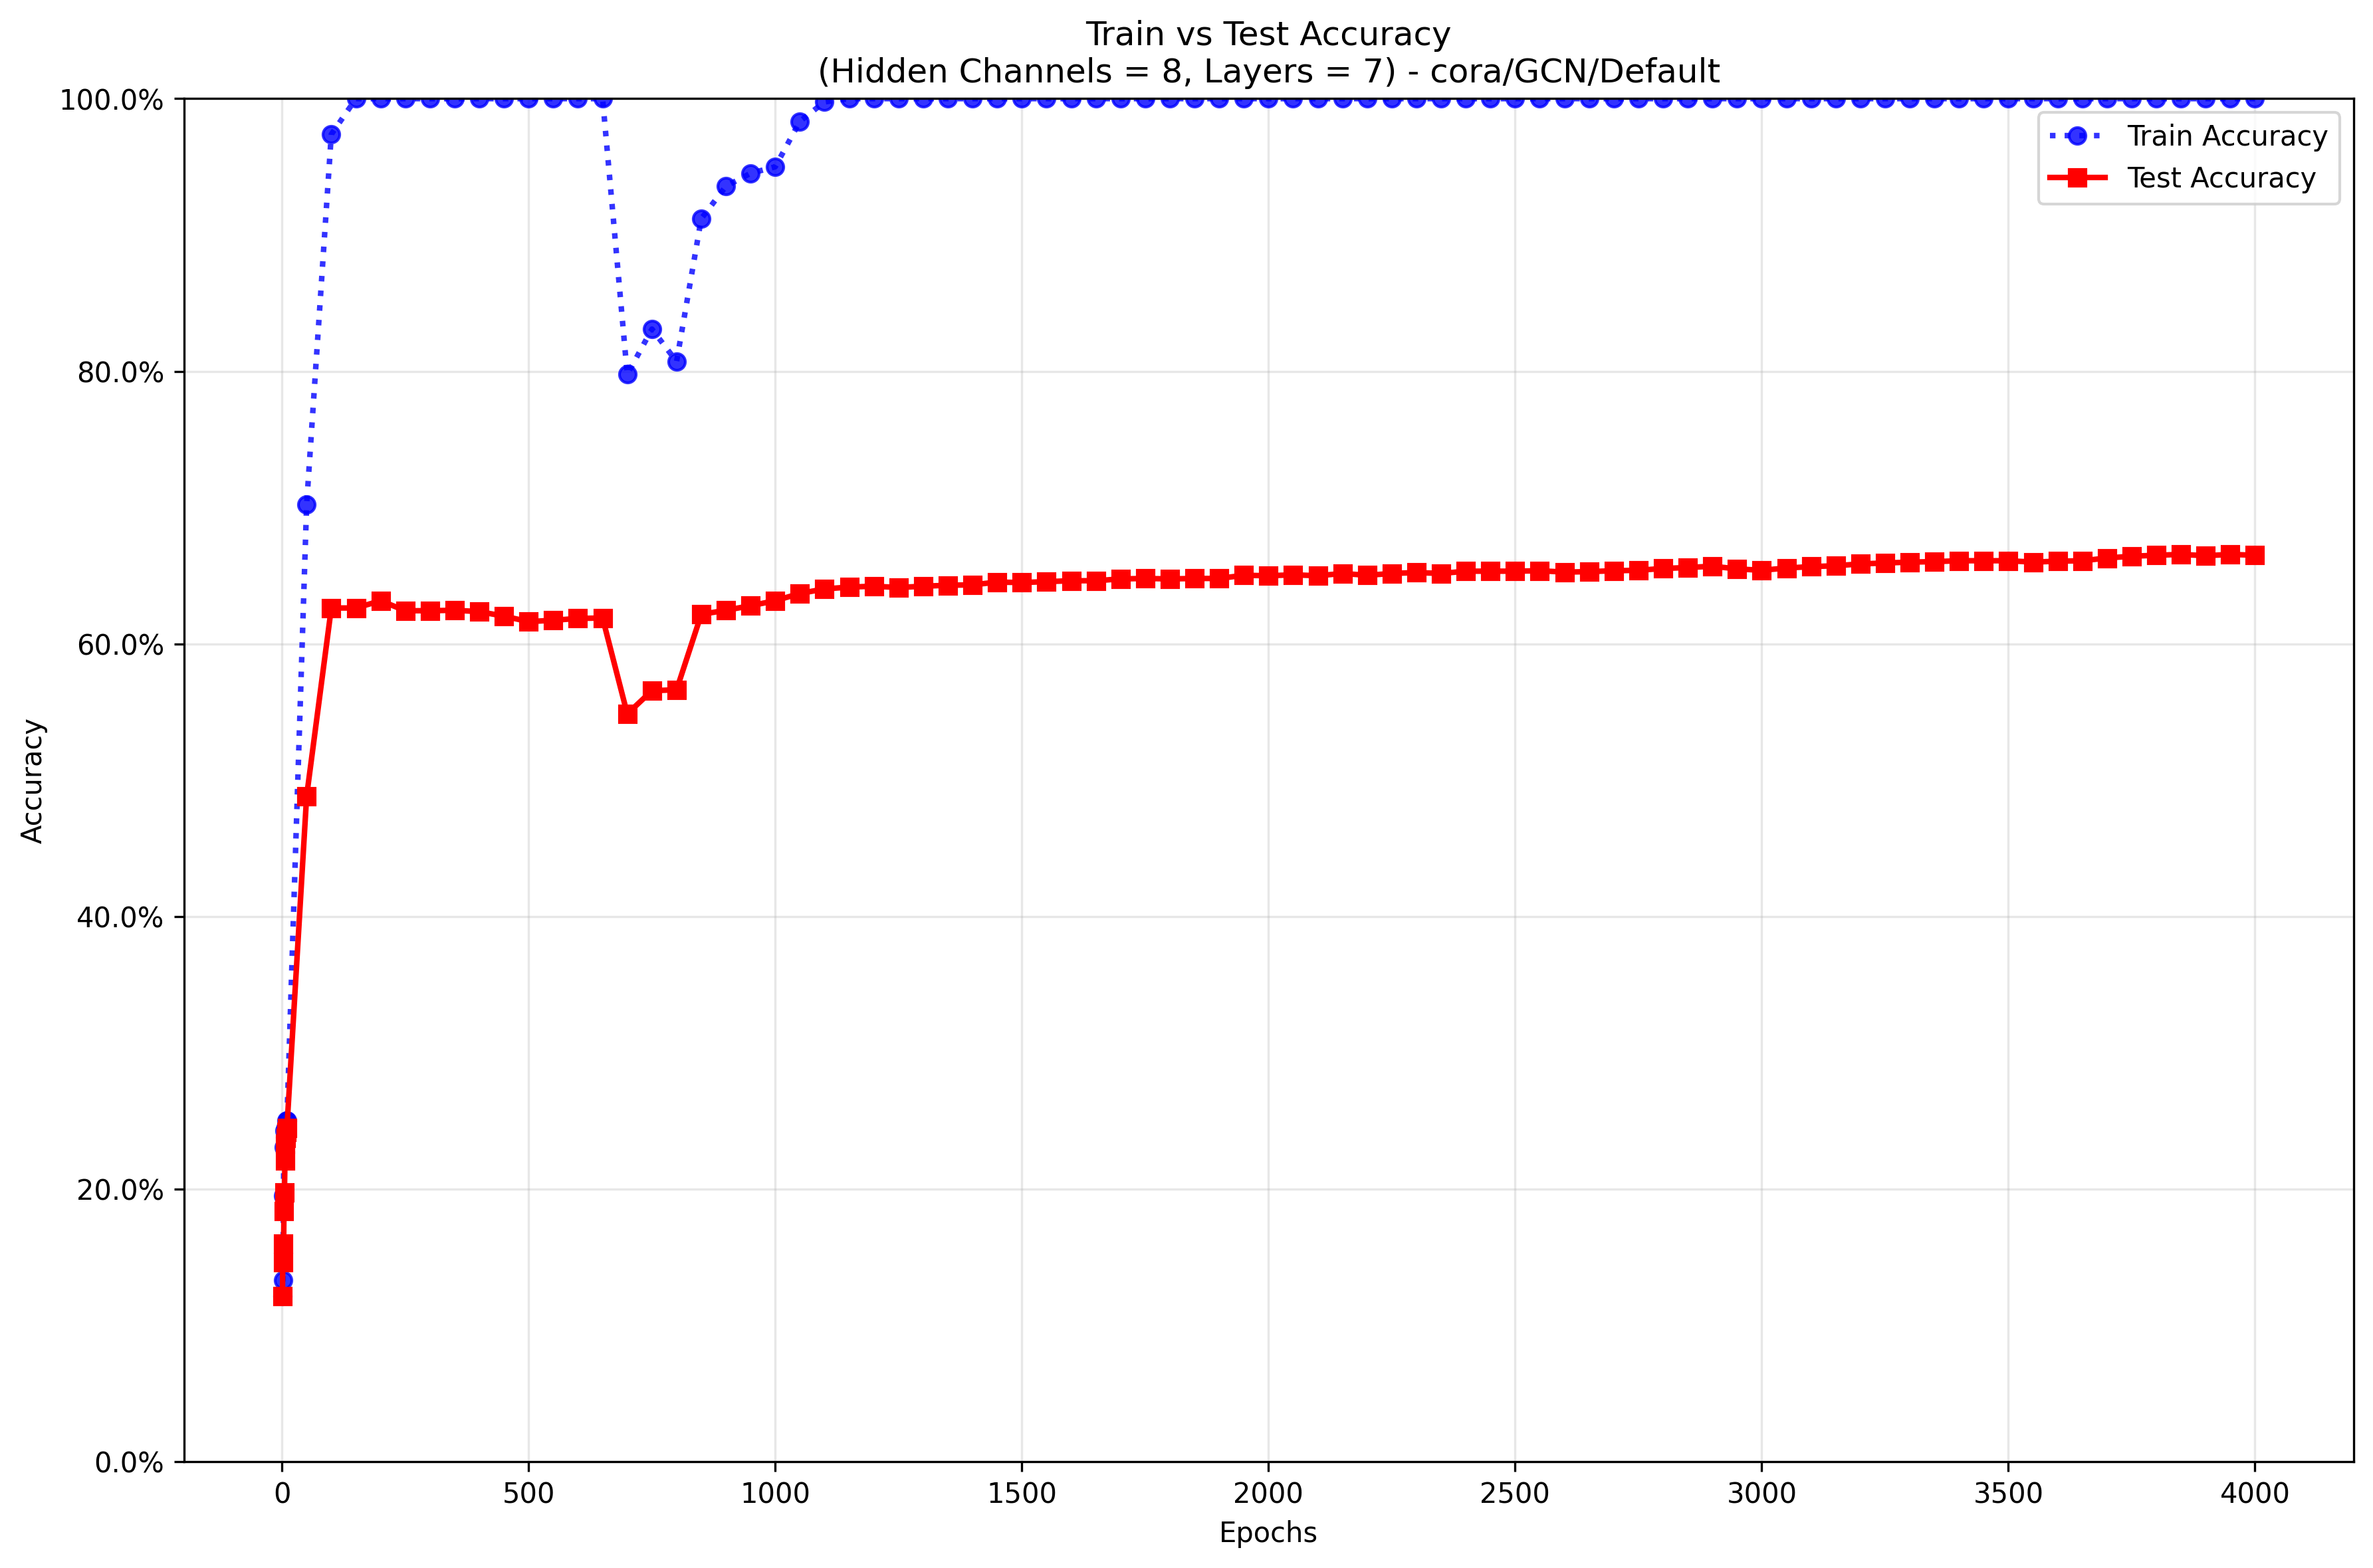 Train vs Test Accuracy
(Hidden Channels = 8, Layers = 7) - cora/GCN/Default
100.0%
80.0%
60.0%
40.0%
20.0%
0.0%
Accuracy
Train Accuracy
Test Accuracy
0
500
1000
1500
2000
2500
3000
3500
4000
Epochs